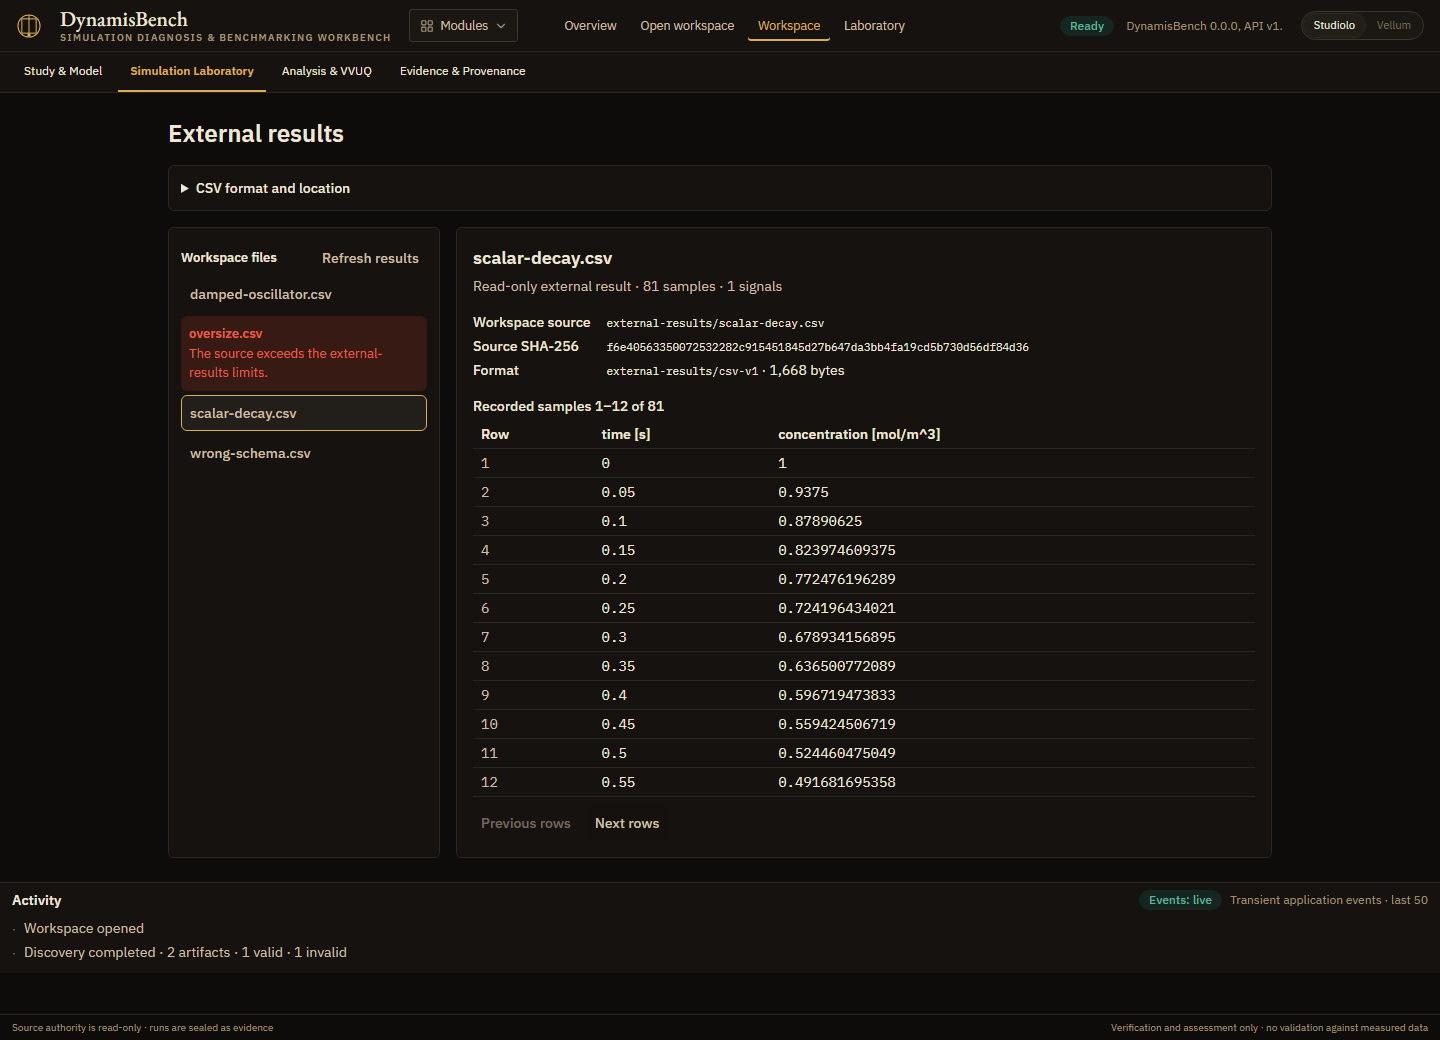 DynamisBench
SIMULATION DIAGNOSIS & BENCHMARKING WORKBENCH
Modules
Overview
Open workspace
Workspace
Laboratory
Ready
DynamisBench 0.0.0, API v1.
Studiolo
Vellum
Study & Model
Simulation Laboratory
Analysis & VVUQ
Evidence & Provenance
External results
CSV format and location
Workspace files
Refresh results
damped-oscillator.csv
oversize.csv
The source exceeds the external-
results limits.
scalar-decay.csv
wrong-schema.csv
scalar-decay.csv
Read-only external result · 81 samples · 1 signals
Workspace source external-results/scalar-decay.csv
Source SHA-256 f6e40563350072532282c915451845d27b647da3bb4fa19cd5b730d56df84d36
Format external-results/csv-v1 · 1,668 bytes
Recorded samples 1–12 of 81
Row time [s] concentration [mol/m^3]
1 0 1
2 0.05 0.9375
3 0.1 0.87890625
4 0.15 0.823974609375
5 0.2 0.772476196289
6 0.25 0.724196434021
7 0.3 0.678934156895
8 0.35 0.636500772089
9 0.4 0.596719473833
10 0.45 0.559424506719
11 0.5 0.524460475049
12 0.55 0.491681695358
Previous rows
Next rows
Activity
Events: live
Transient application events · last 50
· Workspace opened
· Discovery completed · 2 artifacts · 1 valid · 1 invalid
Source authority is read-only · runs are sealed as evidence
Verification and assessment only · no validation against measured data